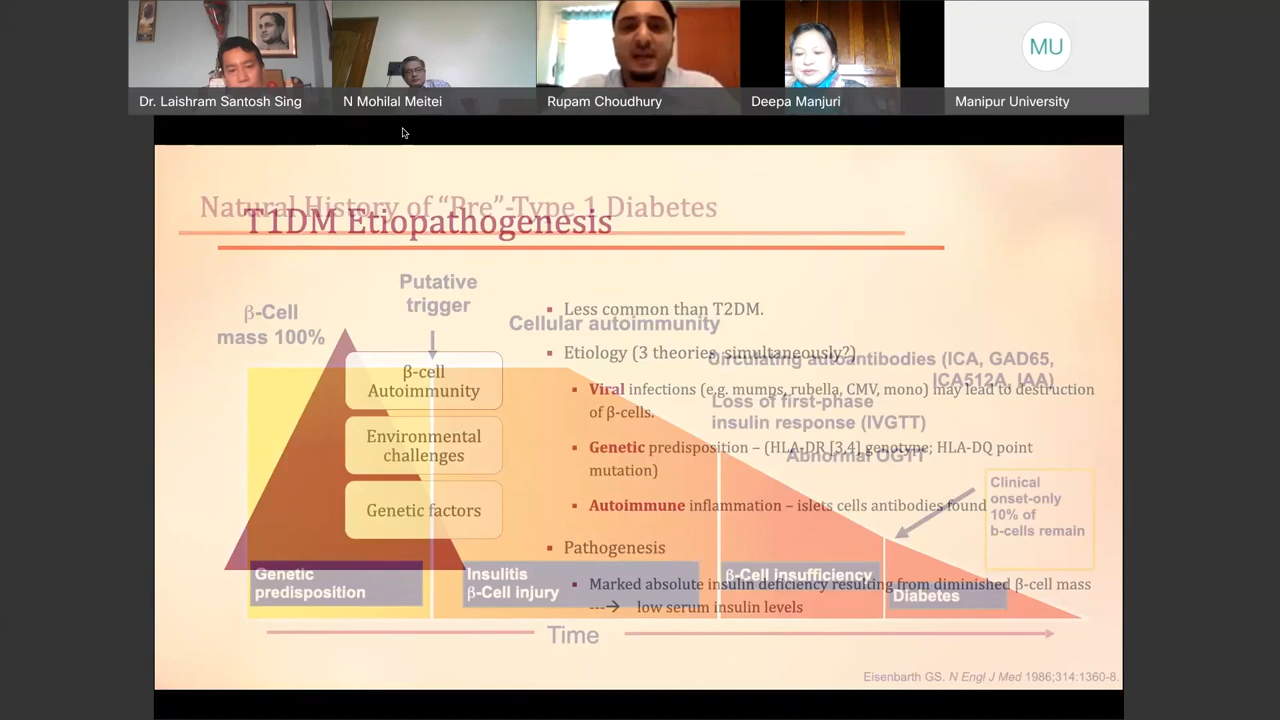 MU
Dr. Laishram Santosh Sing
N Mohilal Meitei
Rupam Choudhury
Deepa Manjuri
Manipur University
Natural History of “Pre”-Type 1 Diabetes
T1DM Etiopathogenesis
β-Cell
mass 100%
Putative
trigger
Cellular autoimmunity
Circulating autoantibodies (ICA, GAD65,
ICA512A, IAA)
Loss of first-phase
insulin response (IVGTT)
Abnormal OGTT
Clinical
onset-only
10% of
b-cells remain
β-cell
Autoimmunity
Environmental
challenges
Genetic factors
▪ Less common than T2DM.
▪ Etiology (3 theories, simultaneously?)
▪ Viral infections (e.g. mumps, rubella, CMV, mono) may lead to destruction
of β-cells.
▪ Genetic predisposition – (HLA-DR [3,4] genotype; HLA-DQ point
mutation)
▪ Autoimmune inflammation – islets cells antibodies found
▪ Pathogenesis
▪ Marked absolute insulin deficiency resulting from diminished β-cell mass
---→ low serum insulin levels
Genetic
predisposition
Insulitis
β-Cell injury
β-Cell insufficiency
Diabetes
Time
Eisenbarth GS. N Engl J Med 1986;314:1360-8.